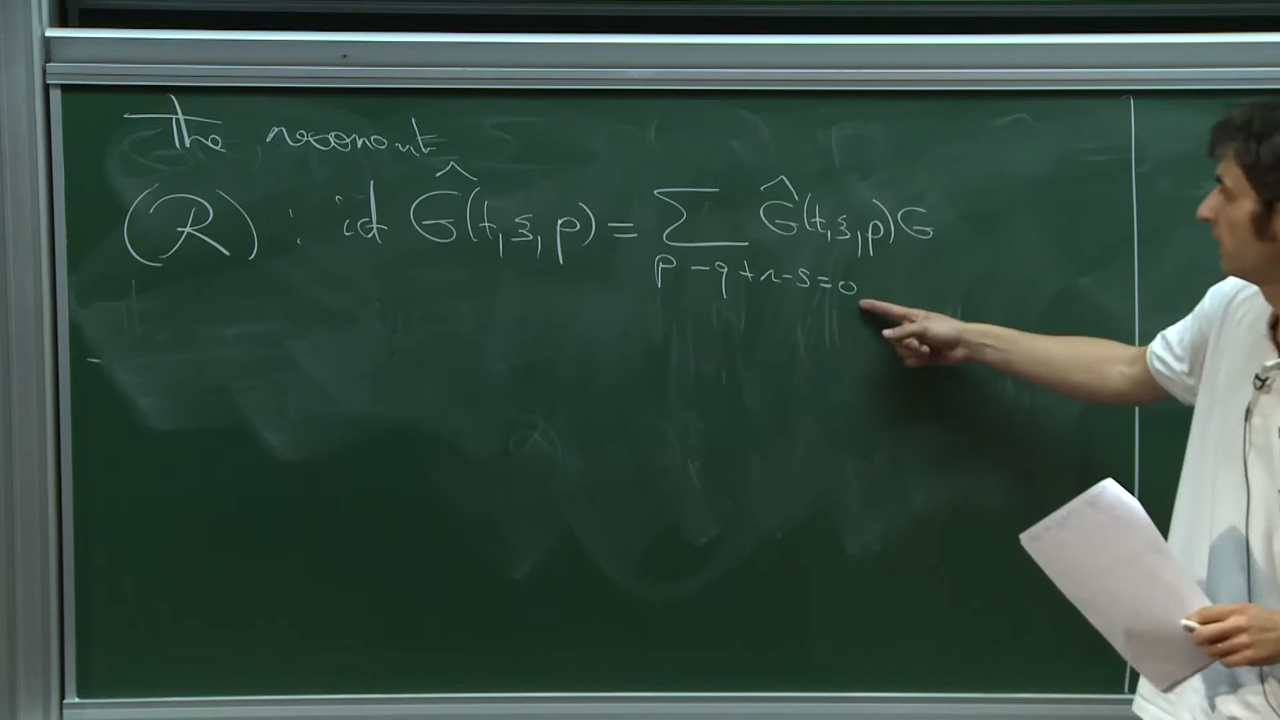 The resonant
(R) : i∂ Ĝ(t,ξ,p) = ∑ Ĝ(t,ξ,p)G
p-q+r-s=0